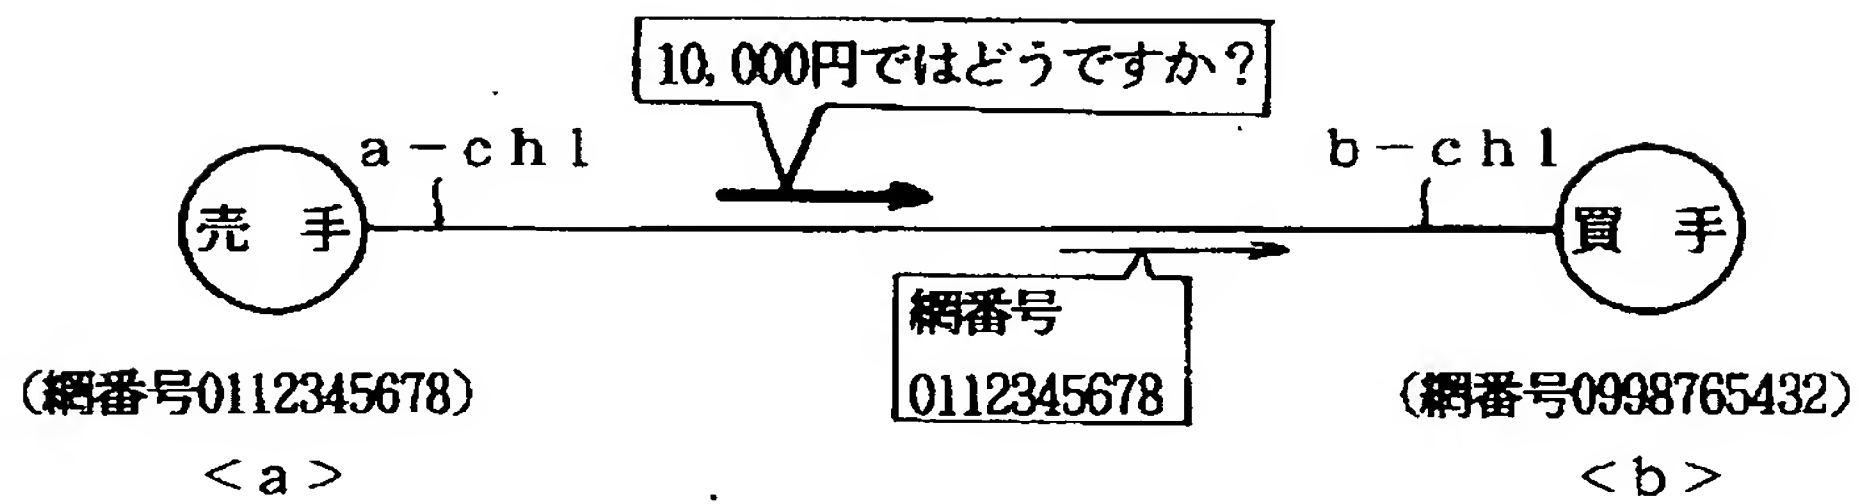 10,000円ではどうですか?
a-chl
b-chl
売 手
買 手
網番号
0112345678
(網番号0112345678)
(網番号0998765432)
<a>
<b>